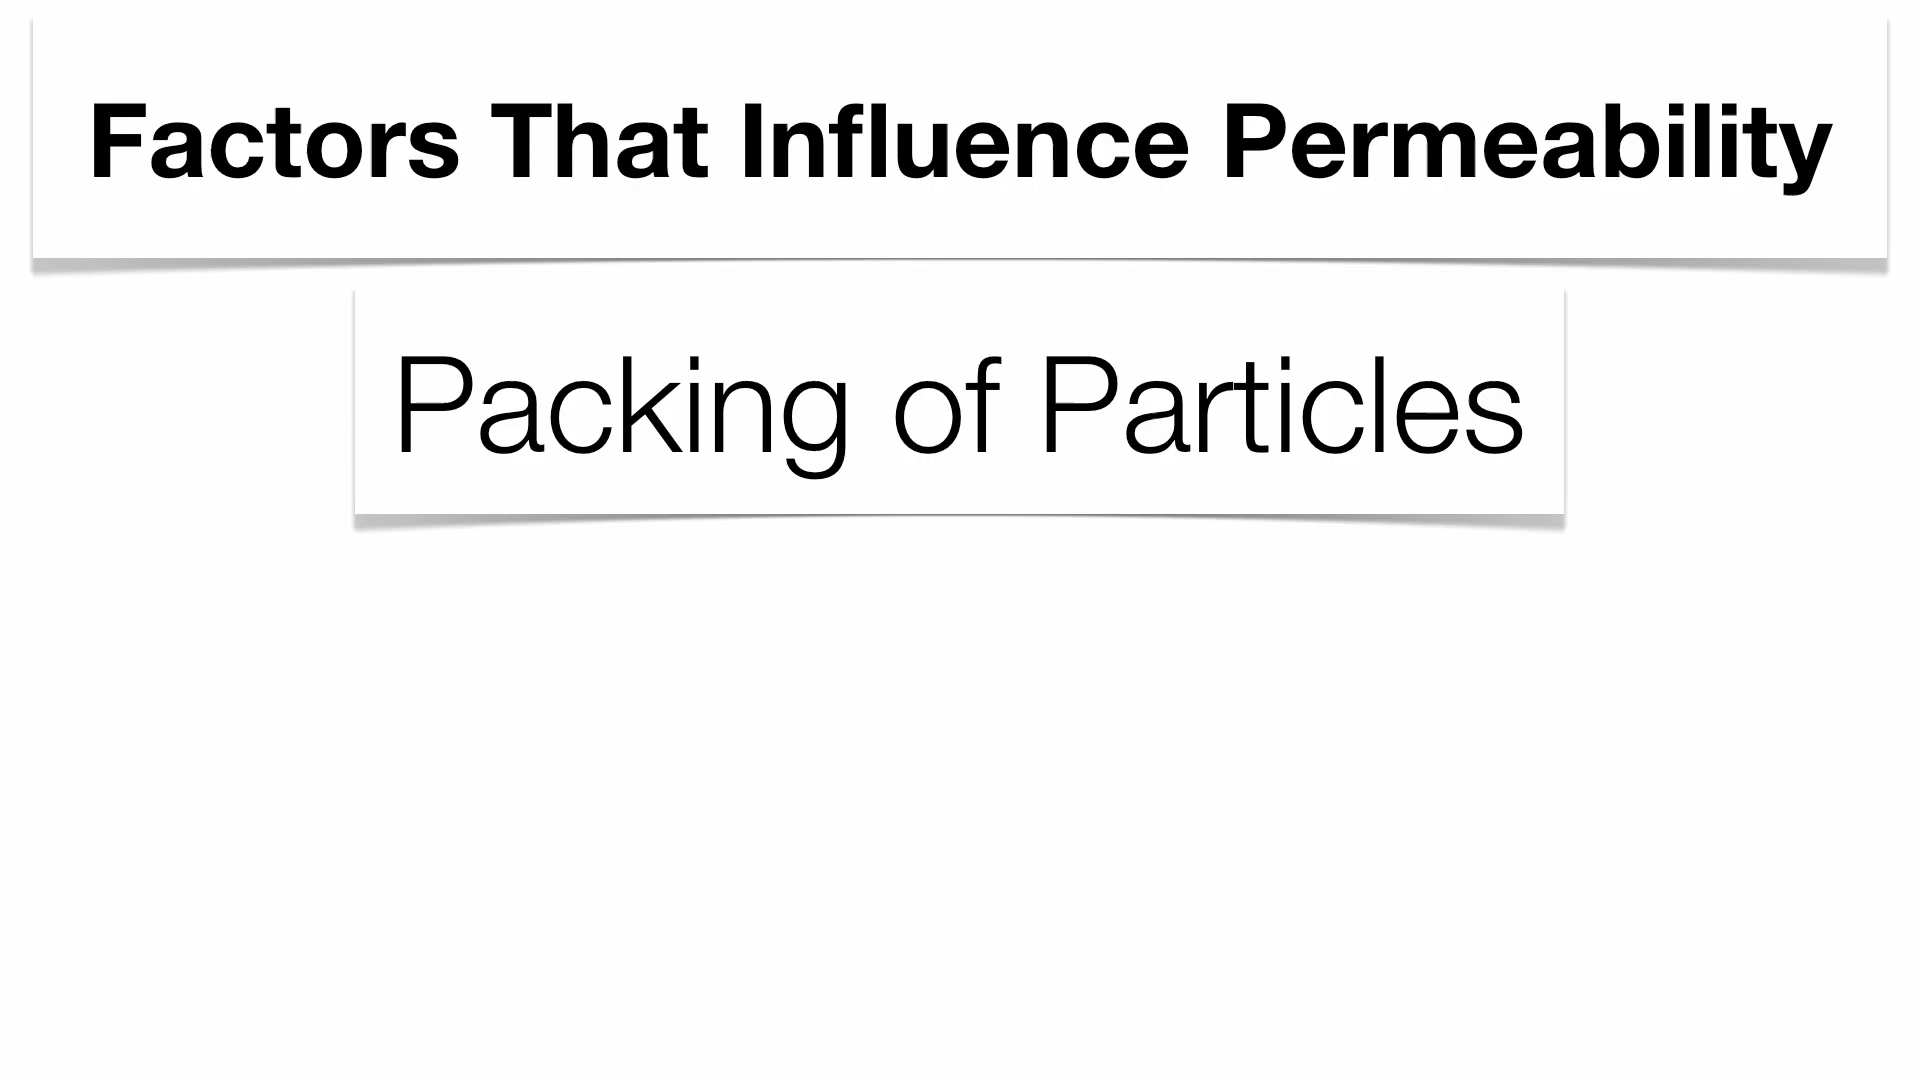 Factors That Influence Permeability
Packing of Particles